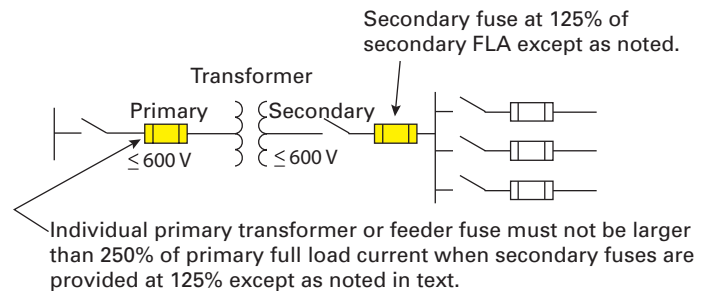 Secondary fuse at 125% of
secondary FLA except as noted.
Transformer
Primary
Secondary
≤ 600 V
≤ 600 V
Individual primary transformer or feeder fuse must not be larger
than 250% of primary full load current when secondary fuses are
provided at 125% except as noted in text.